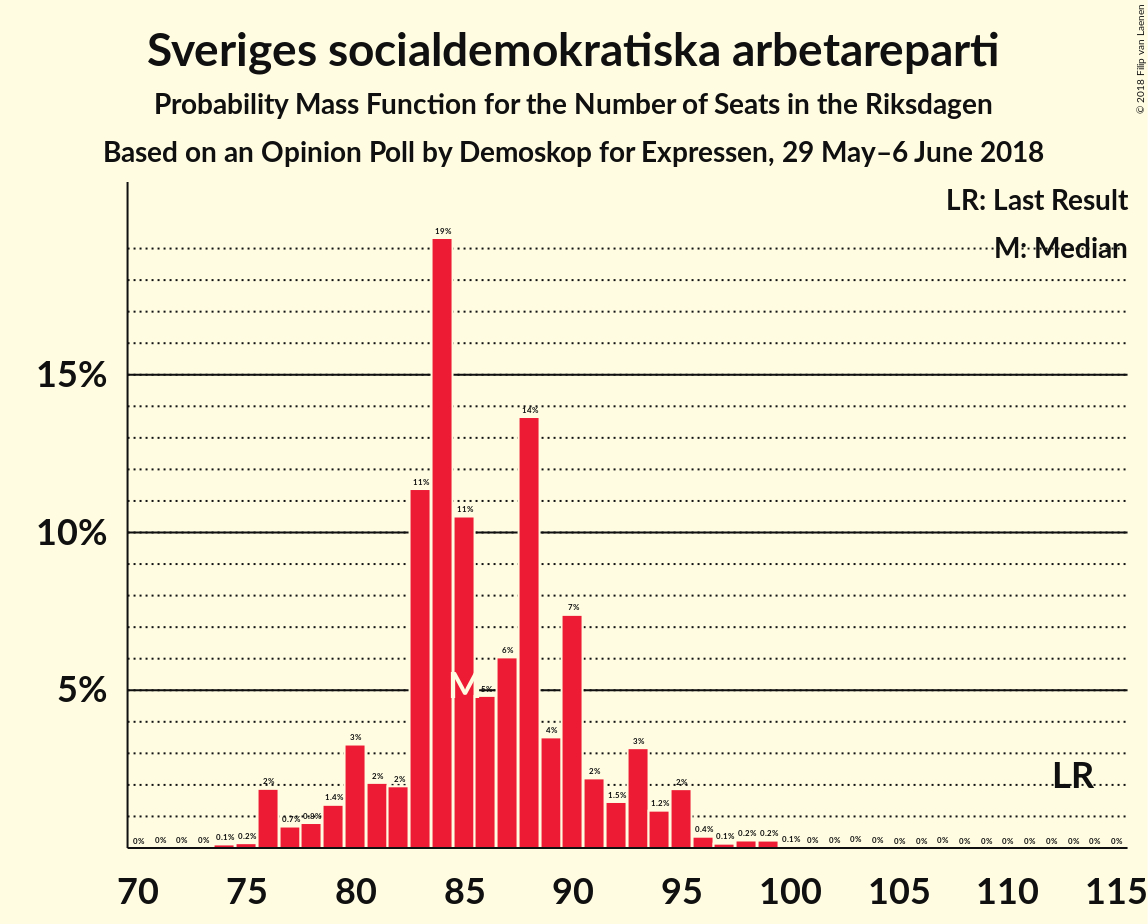 Sveriges socialdemokratiska arbetareparti
Probability Mass Function for the Number of Seats in the Riksdagen
Based on an Opinion Poll by Demoskop for Expressen, 29 May–6 June 2018
© 2018 Filip van Laenen
LR: Last Result
M: Median
15%
10%
5%
0% 0% 0% 0% 0.1% 0.2% 2% 0.7% 0.8% 1.4% 3% 2% 2% 11% 19% 11% 5% 6% 14% 4% 7% 2% 1.5% 3% 1.2% 2% 0.4% 0.1% 0.2% 0.2% 0.1% 0% 0% 0% 0% 0% 0% 0% 0% 0% 0% 0% 0% 0% 0% 0%
M
LR
70 75 80 85 90 95 100 105 110 115